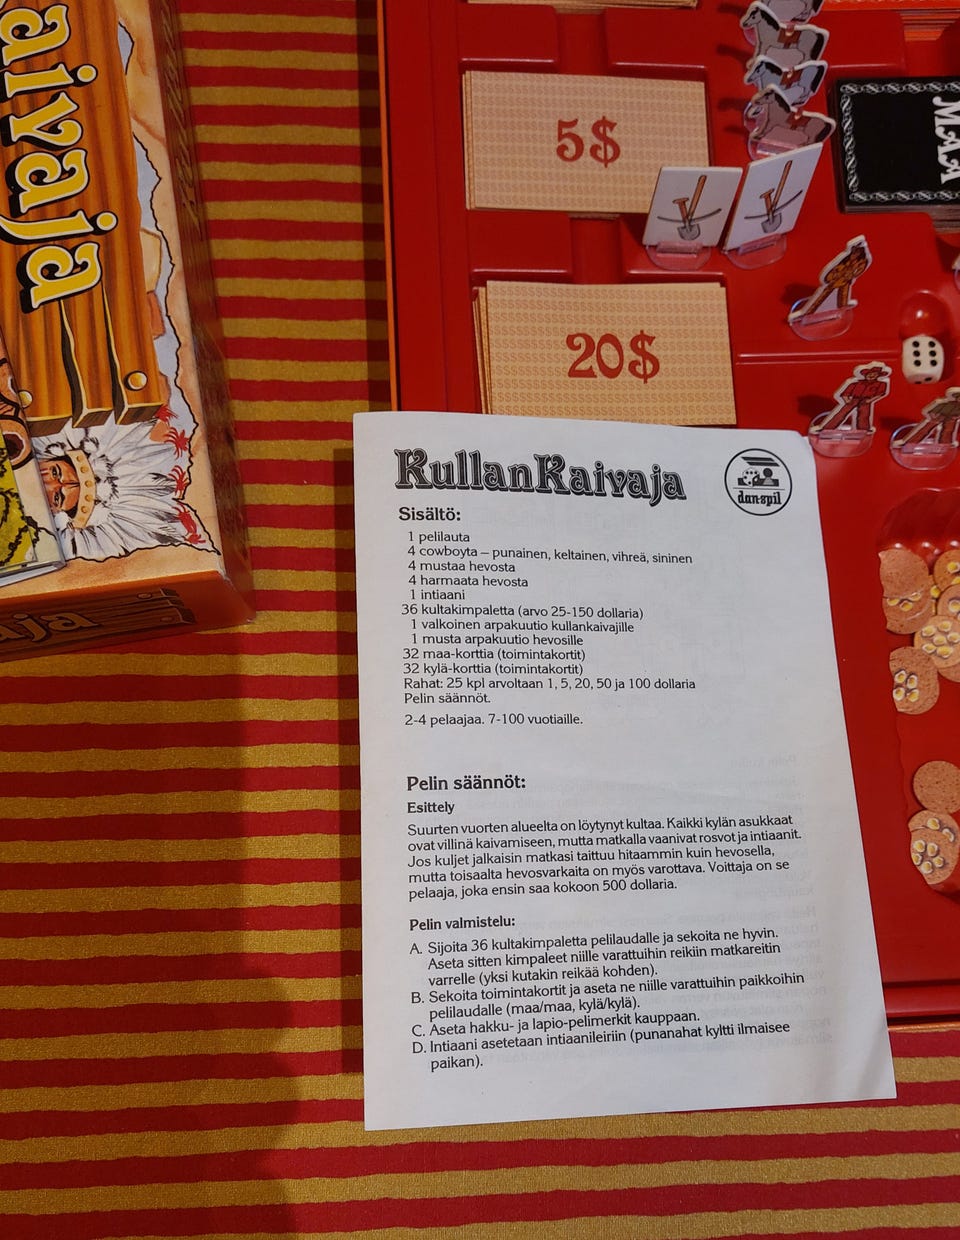 aivaja
aja
5$
20$
MAA
KullanKaivaja
dan-spil
Sisältö:
1 pelilauta
4 cowboyta – punainen, keltainen, vihreä, sininen
4 mustaa hevosta
4 harmaata hevosta
1 intiaani
36 kultakimpaletta (arvo 25-150 dollaria)
1 valkoinen arpakuutio kullankaivajille
1 musta arpakuutio hevosille
32 maa-korttia (toimintakortit)
32 kylä-korttia (toimintakortit)
Rahat: 25 kpl arvoltaan 1, 5, 20, 50 ja 100 dollaria
Pelin säännöt.
2-4 pelaajaa. 7-100 vuotiaille.
Pelin säännöt:
Esittely
Suurten vuorten alueelta on löytynyt kultaa. Kaikki kylän asukkaat
ovat villinä kaivamiseen, mutta matkalla vaanivat rosvot ja intiaanit.
Jos kuljet jalkaisin matkasi taittuu hitaammin kuin hevosella,
mutta toisaalta hevosvarkaita on myös varottava. Voittaja on se
pelaaja, joka ensin saa kokoon 500 dollaria.
Pelin valmistelu:
A. Sijoita 36 kultakimpaletta pelilaudalle ja sekoita ne hyvin.
Aseta sitten kimpaleet niille varattuihin reikiin matkareitin
varrelle (yksi kutakin reikää kohden).
B. Sekoita toimintakortit ja aseta ne niille varattuihin paikkoihin
pelilaudalle (maa/maa, kylä/kylä).
C. Aseta hakku- ja lapio-pelimerkit kauppaan.
D. Intiaani asetetaan intiaanileiriin (punanahat kyltti ilmaisee
paikan).